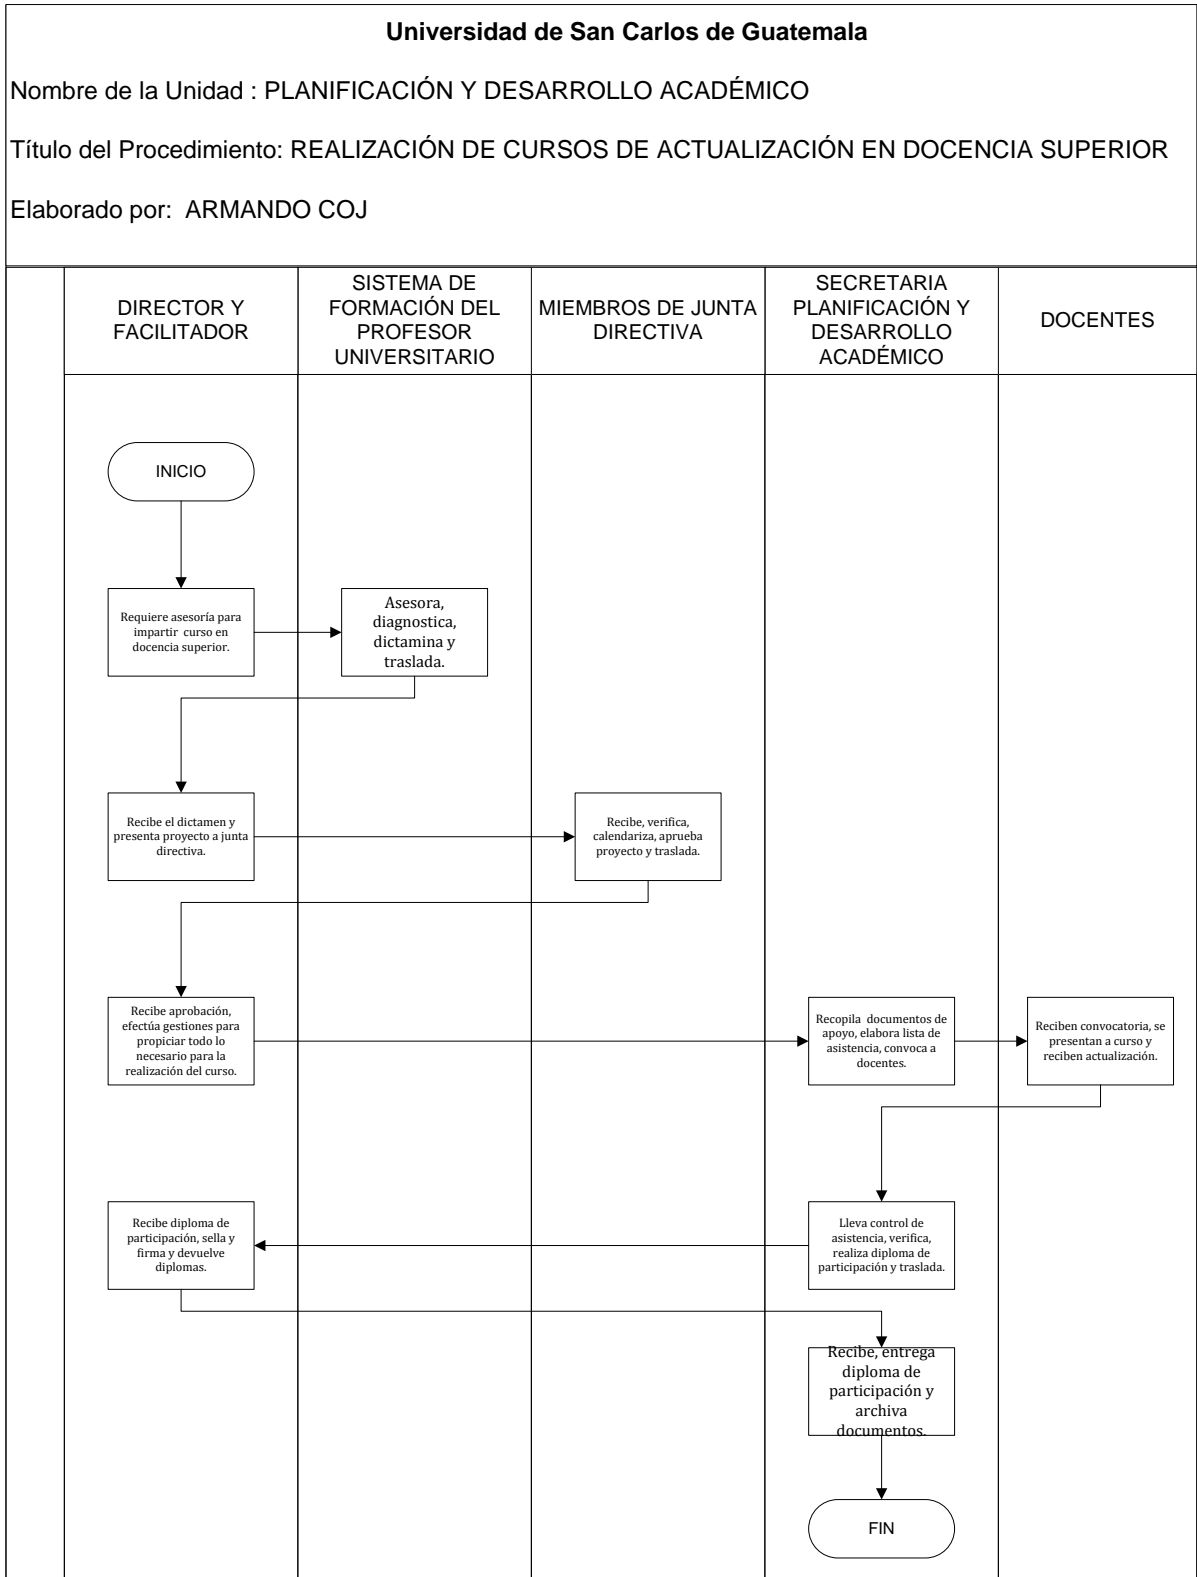 Universidad de San Carlos de Guatemala
Nombre de la Unidad : PLANIFICACIÓN Y DESARROLLO ACADÉMICO
Título del Procedimiento: REALIZACIÓN DE CURSOS DE ACTUALIZACIÓN EN DOCENCIA SUPERIOR
Elaborado por: ARMANDO COJ
DIRECTOR Y
FACILITADOR
SISTEMA DE
FORMACIÓN DEL
PROFESOR
UNIVERSITARIO
MIEMBROS DE JUNTA
DIRECTIVA
SECRETARIA
PLANIFICACIÓN Y
DESARROLLO
ACADÉMICO
DOCENTES
INICIO
Requiere asesoría para
impartir curso en
docencia superior.
Asesora,
diagnostica,
dictamina y
traslada.
Recibe el dictamen y
presenta proyecto a junta
directiva.
Recibe, verifica,
calendariza, aprueba
proyecto y traslada.
Recibe aprobación,
efectúa gestiones para
propiciar todo lo
necesario para la
realización del curso.
Recopila documentos de
apoyo, elabora lista de
asistencia, convoca a
docentes.
Reciben convocatoria, se
presentan a curso y
reciben actualización.
Recibe diploma de
participación, sella y
firma y devuelve
diplomas.
Lleva control de
asistencia, verifica,
realiza diploma de
participación y traslada.
Recibe, entrega
diploma de
participación y
archiva
documentos.
FIN